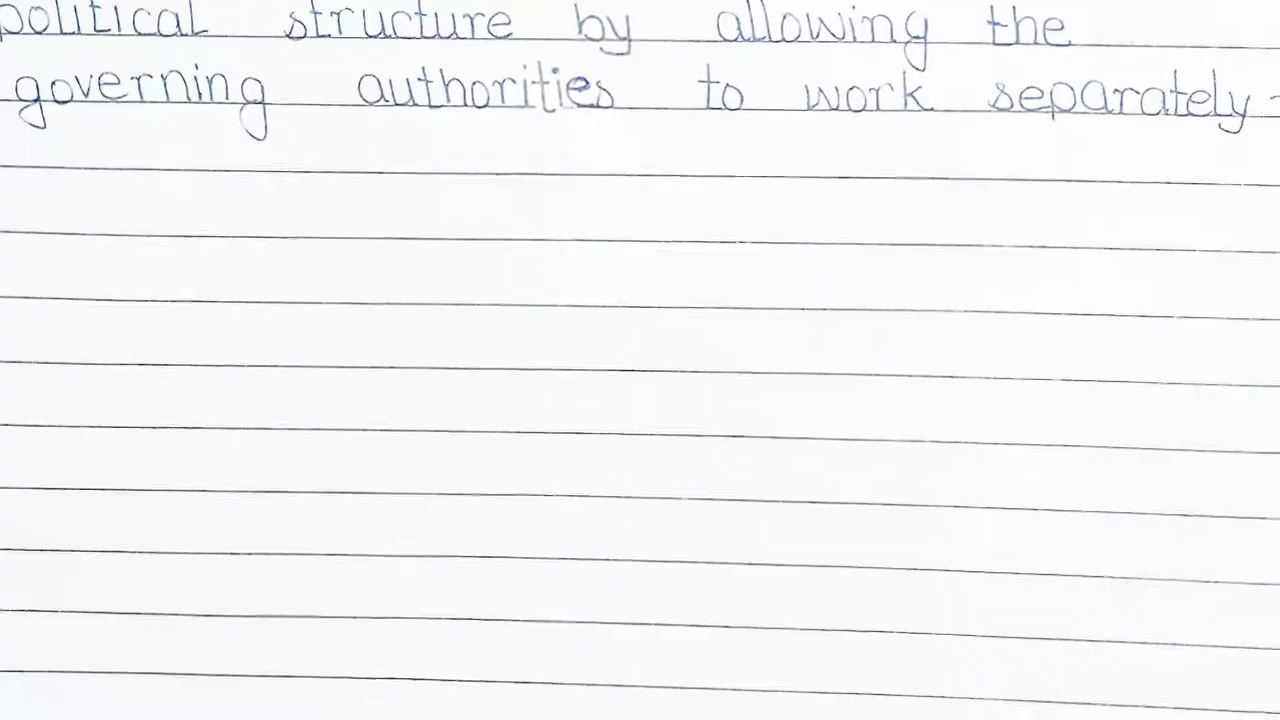 political structure by allowing the
governing authorities to work separately-